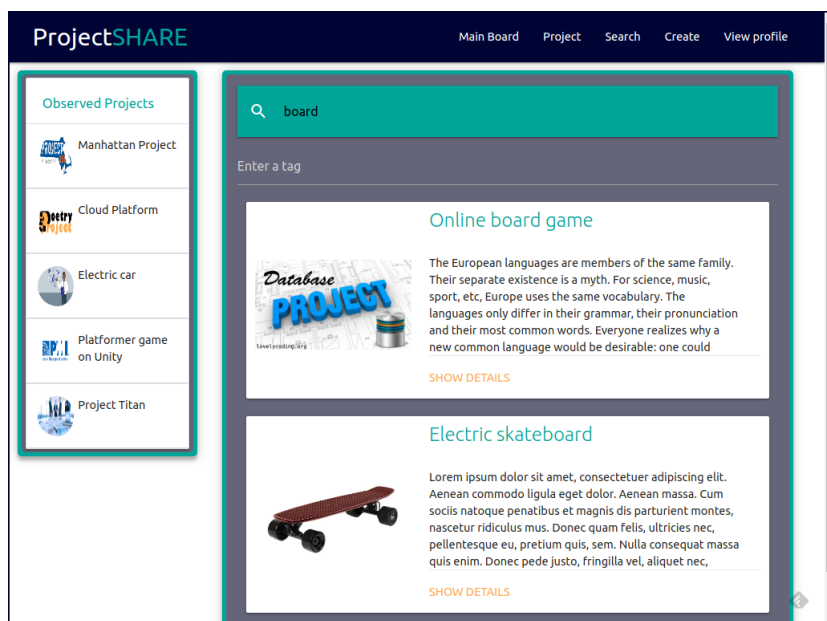 ProjectSHARE
Main Board
Project
Search
Create
View profile
Observed Projects
Manhattan Project
Cloud Platform
Electric car
Platformer game
on Unity
Project Titan
board
Enter a tag
Online board game
Database
PROJECT
lovelycoding.org
The European languages are members of the same family.
Their separate existence is a myth. For science, music,
sport, etc, Europe uses the same vocabulary. The
languages only differ in their grammar, their pronunciation
and their most common words. Everyone realizes why a
new common language would be desirable: one could
SHOW DETAILS
Electric skateboard
Lorem ipsum dolor sit amet, consectetuer adipiscing elit.
Aenean commodo ligula eget dolor. Aenean massa. Cum
sociis natoque penatibus et magnis dis parturient montes,
nascetur ridiculus mus. Donec quam felis, ultricies nec,
pellentesque eu, pretium quis, sem. Nulla consequat massa
quis enim. Donec pede justo, fringilla vel, aliquet nec,
SHOW DETAILS